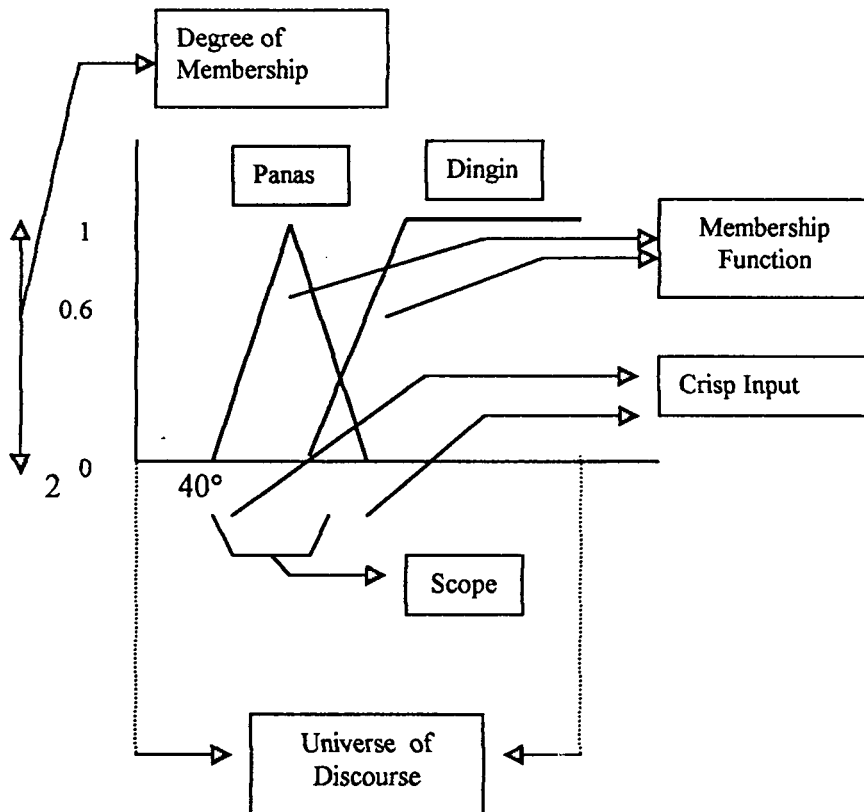 Degree of
Membership
Panas
Dingin
1
Membership
Function
0.6
Crisp Input
0
2
40°
Scope
Universe of
Discourse